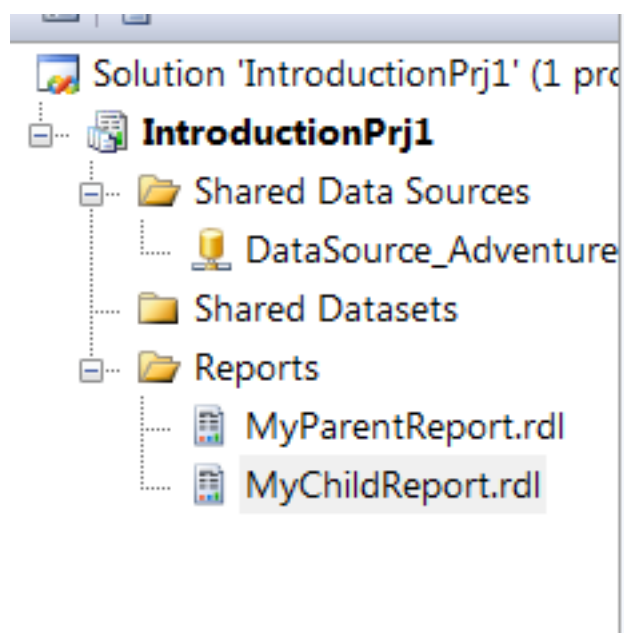 Solution 'IntroductionPrj1' (1 pro
IntroductionPrj1
Shared Data Sources
DataSource_Adventure
Shared Datasets
Reports
MyParentReport.rdl
MyChildReport.rdl